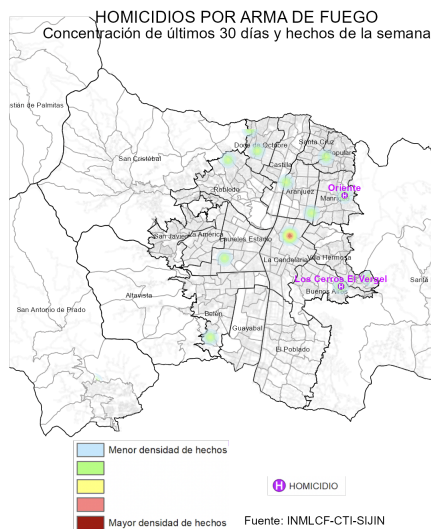 HOMICIDIOS POR ARMA DE FUEGO
Concentración de últimos 30 días y hechos de la semana
stián de Palmitas
San Cristóbal
Doce de Octubre
Santa Cruz
Popular
Castilla
Robledo
Aranjuez
Oriente
Manri
H
San Javier
La América
Laureles Estadio
La Candelaria
Villa Hermosa
Los Cerros El Vergel
H
Buenos A
Santa
Altavista
San Antonio de Prado
Belén
Guayabal
El Poblado
Menor densidad de hechos
H HOMICIDIO
Mayor densidad de hechos
Fuente: INMLCF-CTI-SIJIN